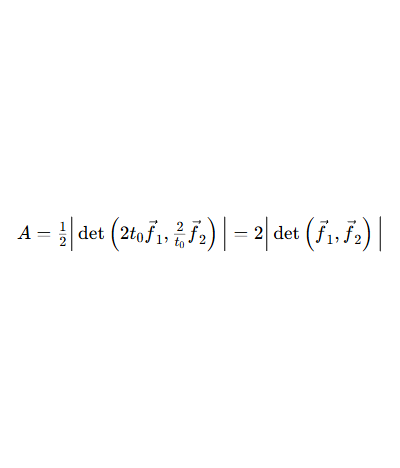 A = 1/2 | det (2t₀f⃗₁, 2/t₀ f⃗₂) | = 2 | det (f⃗₁, f⃗₂) |